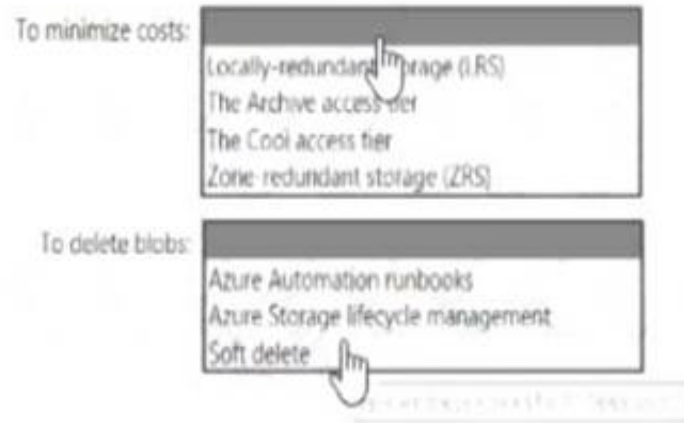 To minimize costs:
Locally-redundant storage (LRS)
The Archive access tier
The Cool access tier
Zone-redundant storage (ZRS)
To delete blobs:
Azure Automation runbooks
Azure Storage lifecycle management
Soft delete